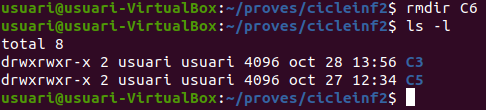 usuari@usuari-VirtualBox:~/proves/cicleinf2$ rmdir C6
usuari@usuari-VirtualBox:~/proves/cicleinf2$ ls -l
total 8
drwxrwxr-x 2 usuari usuari 4096 oct 28 13:56 C3
drwxrwxr-x 2 usuari usuari 4096 oct 27 12:34 C5
usuari@usuari-VirtualBox:~/proves/cicleinf2$